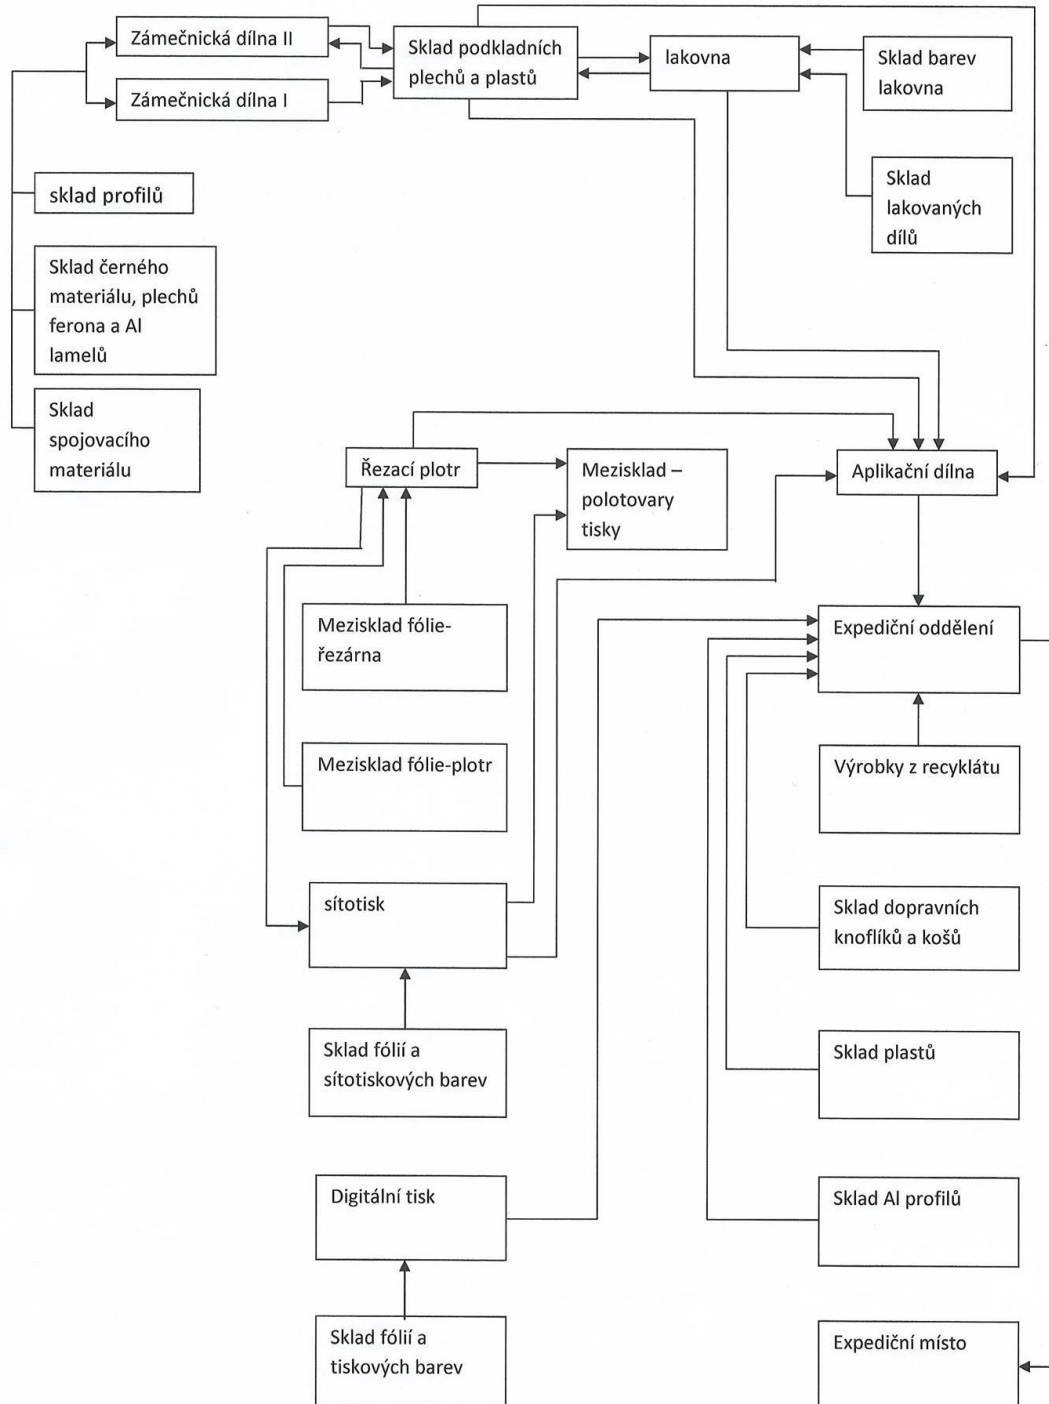 Zámečnická dílna II
Sklad podkladních
plechů a plastů
lakovna
Sklad barev
lakovna
Zámečnická dílna I
sklad profilů
Sklad
lakovaných
dílů
Sklad černého
materiálu, plechů
ferona a Al
lamelů
Sklad
spojovacího
materiálu
Řezací plotr
Mezisklad –
polotovary
tisky
Aplikační dílna
Mezisklad fólie-
řezárna
Expediční oddělení
Mezisklad fólie-plotr
Výrobky z recyklátu
sítotisk
Sklad dopravních
knoflíků a košů
Sklad fólií a
sítotiskových barev
Sklad plastů
Digitální tisk
Sklad Al profilů
Sklad fólií a
tiskových barev
Expediční místo